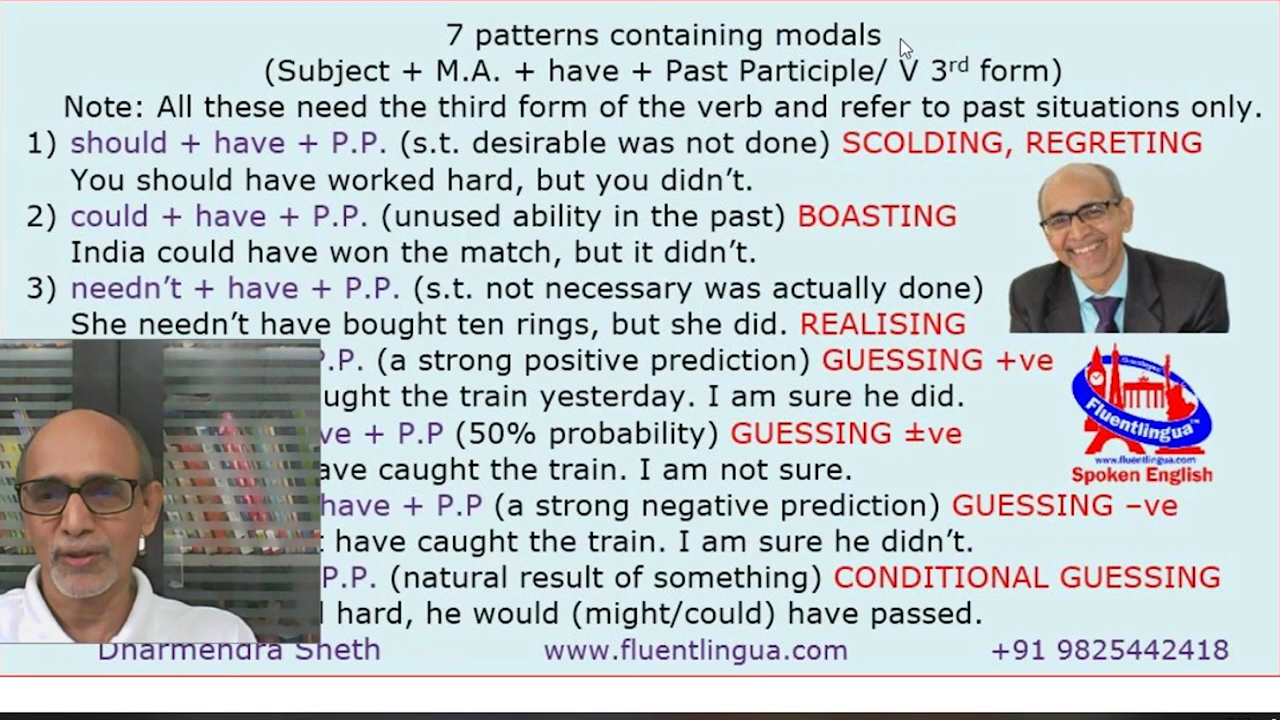 7 patterns containing modals
(Subject + M.A. + have + Past Participle/ V 3rd form)
Note: All these need the third form of the verb and refer to past situations only.
1) should + have + P.P. (s.t. desirable was not done) SCOLDING, REGRETING
You should have worked hard, but you didn't.
2) could + have + P.P. (unused ability in the past) BOASTING
India could have won the match, but it didn't.
3) needn't + have + P.P. (s.t. not necessary was actually done)
She needn't have bought ten rings, but she did. REALISING
P.P. (a strong positive prediction) GUESSING +ve
the train yesterday. I am sure he did.
+ P.P (50% probability) GUESSING ±ve
caught the train. I am not sure.
have + P.P (a strong negative prediction) GUESSING –ve
have caught the train. I am sure he didn't.
P.P. (natural result of something) CONDITIONAL GUESSING
hard, he would (might/could) have passed.
Fluentlingua™
www.fluentlingua.com
Spoken English
Dharmendra Sheth www.fluentlingua.com +91 9825442418